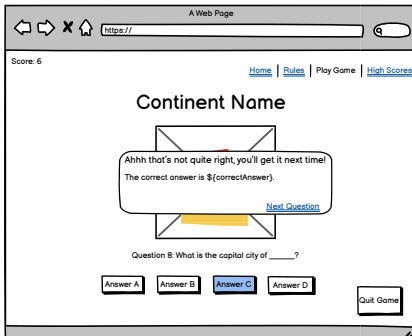 A Web Page
https://
Score: 6
Home | Rules | Play Game | High Scores
Continent Name
Ahhh that's not quite right, you'll get it next time!
The correct answer is ${correctAnswer}.
Next Question
Question 8: What is the capital city of ______?
Answer A
Answer B
Answer C
Answer D
Quit Game